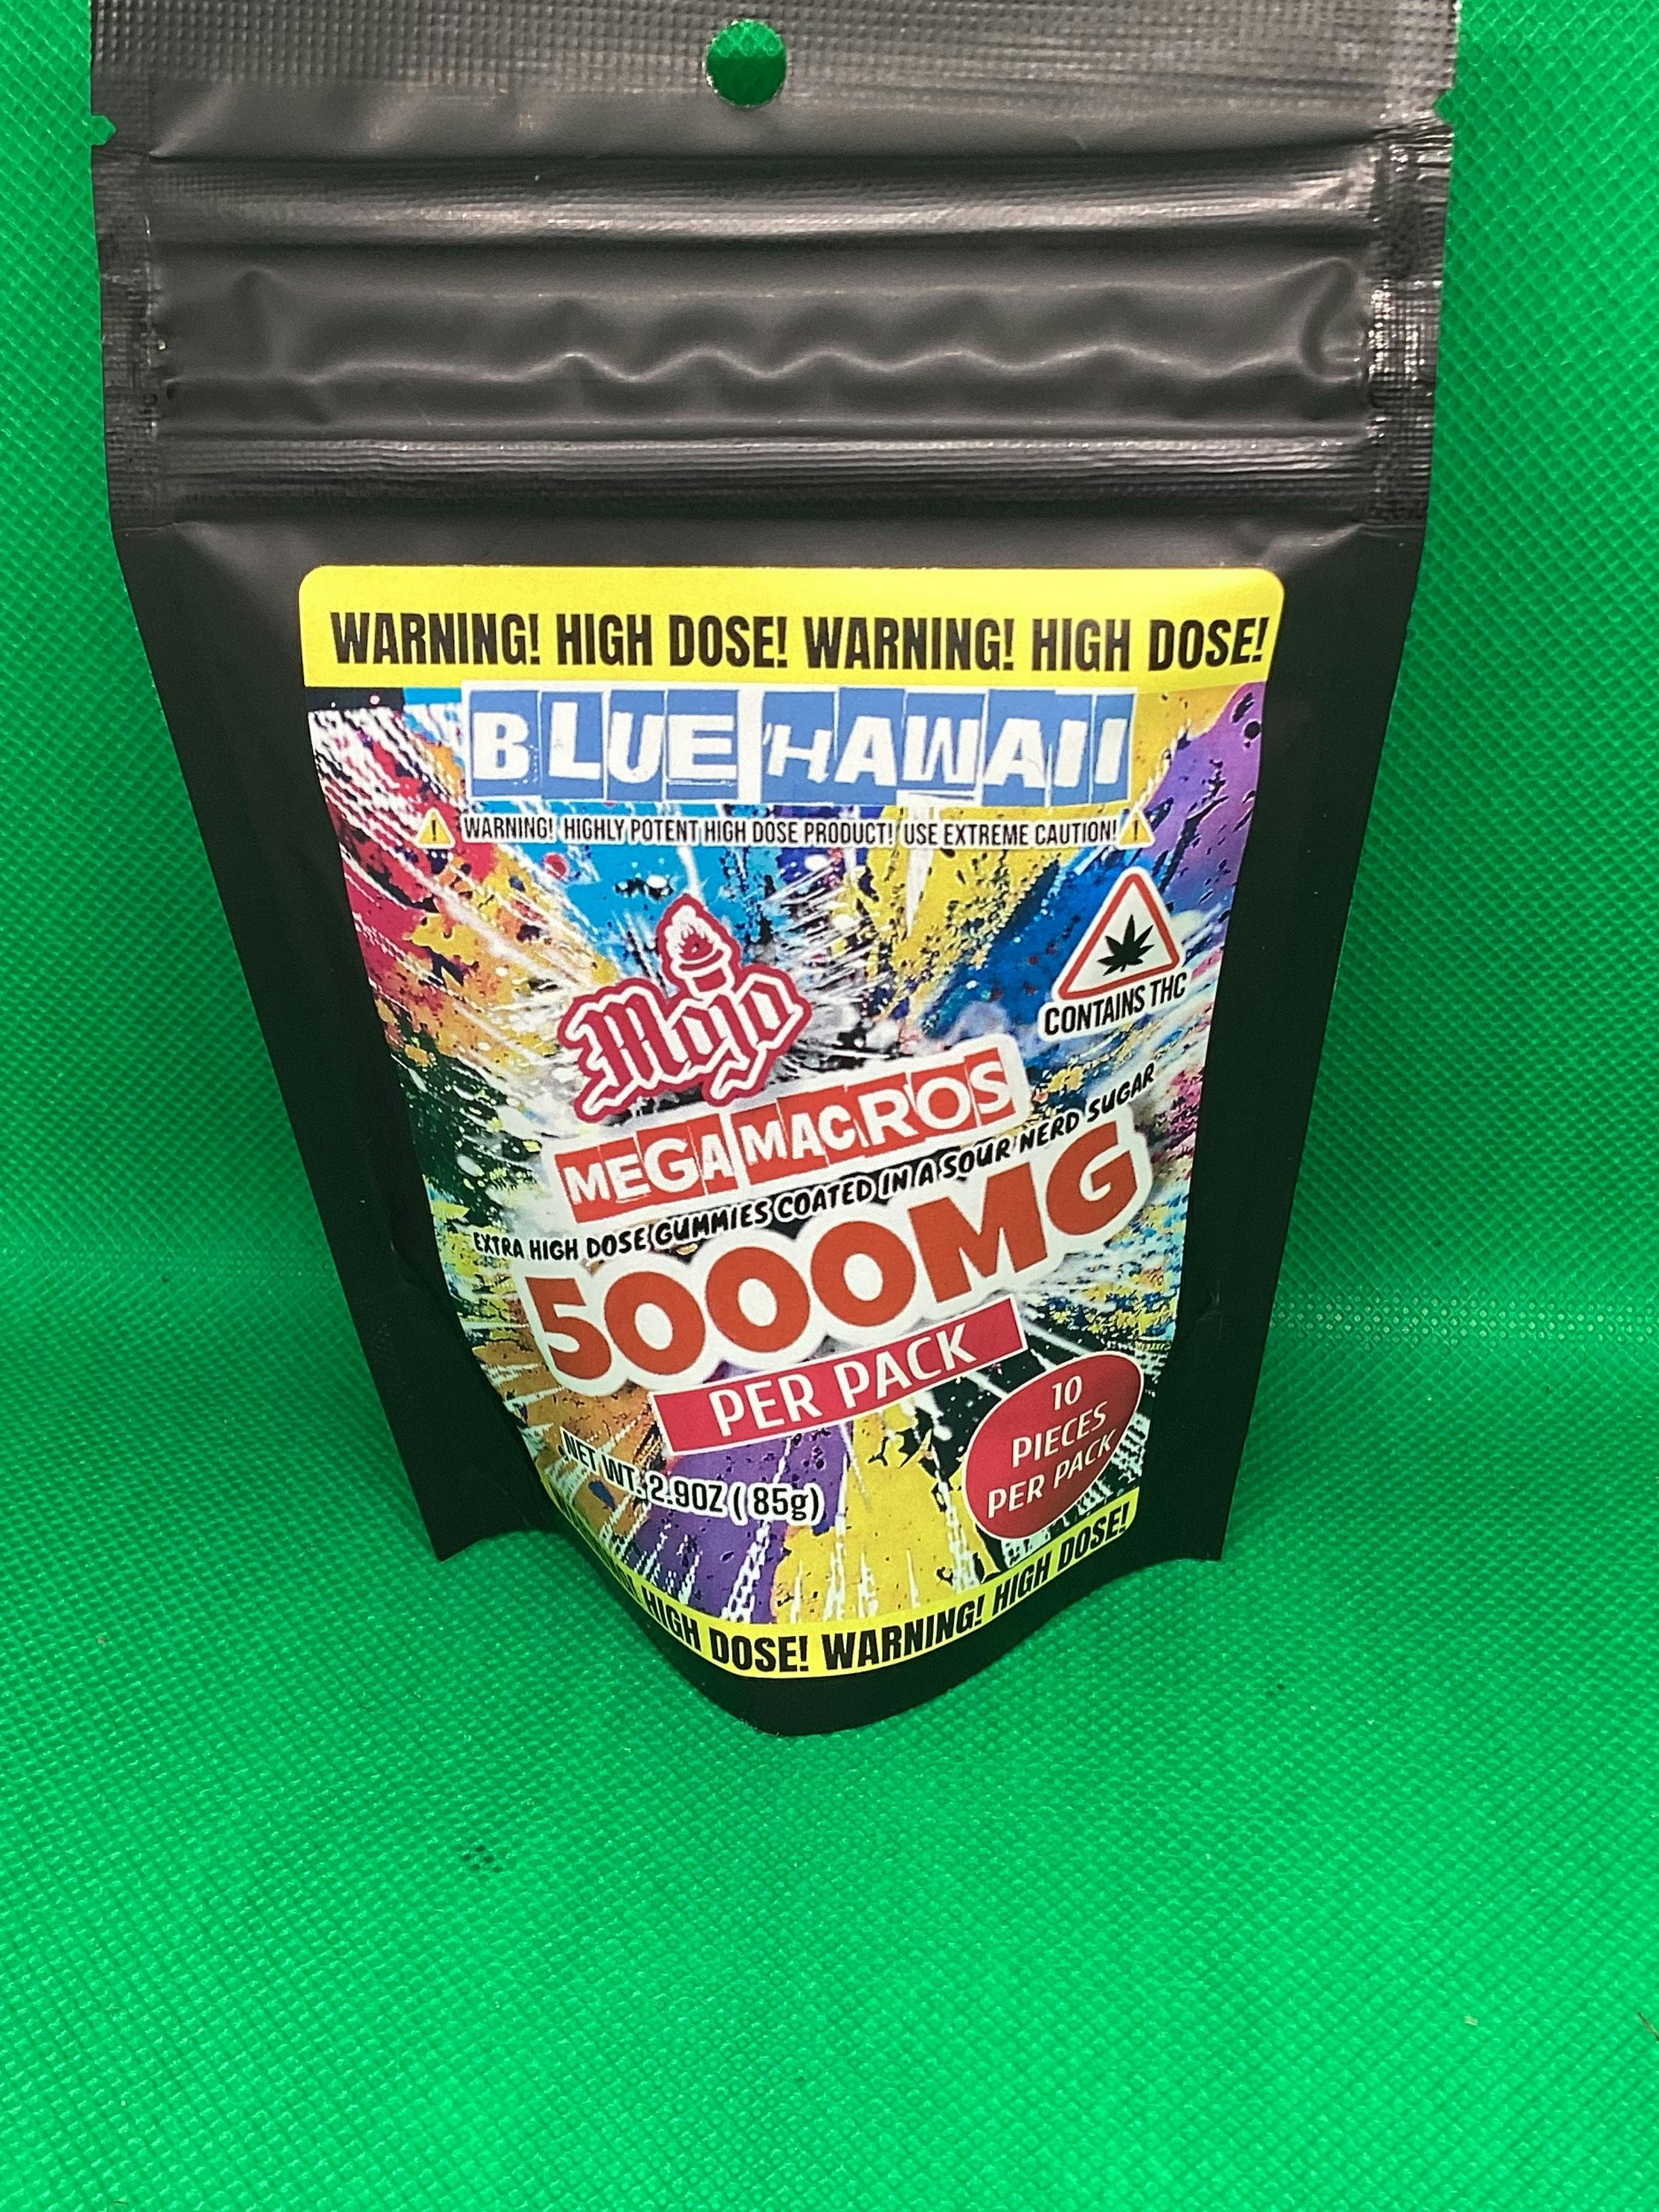 WARNING! HIGH DOSE! WARNING! HIGH DOSE!
BLUE HAWAII
WARNING! HIGHLY POTENT HIGH DOSE PRODUCT! USE EXTREME CAUTION!
Mojo
CONTAINS THC
MEGA MACROS
EXTRA HIGH DOSE GUMMIES COATED IN A SOUR NERD SUGAR
5000MG
PER PACK
10
PIECES
PER PACK
NET WT. 2.9OZ (85g)
HIGH DOSE! WARNING! HIGH DOSE!